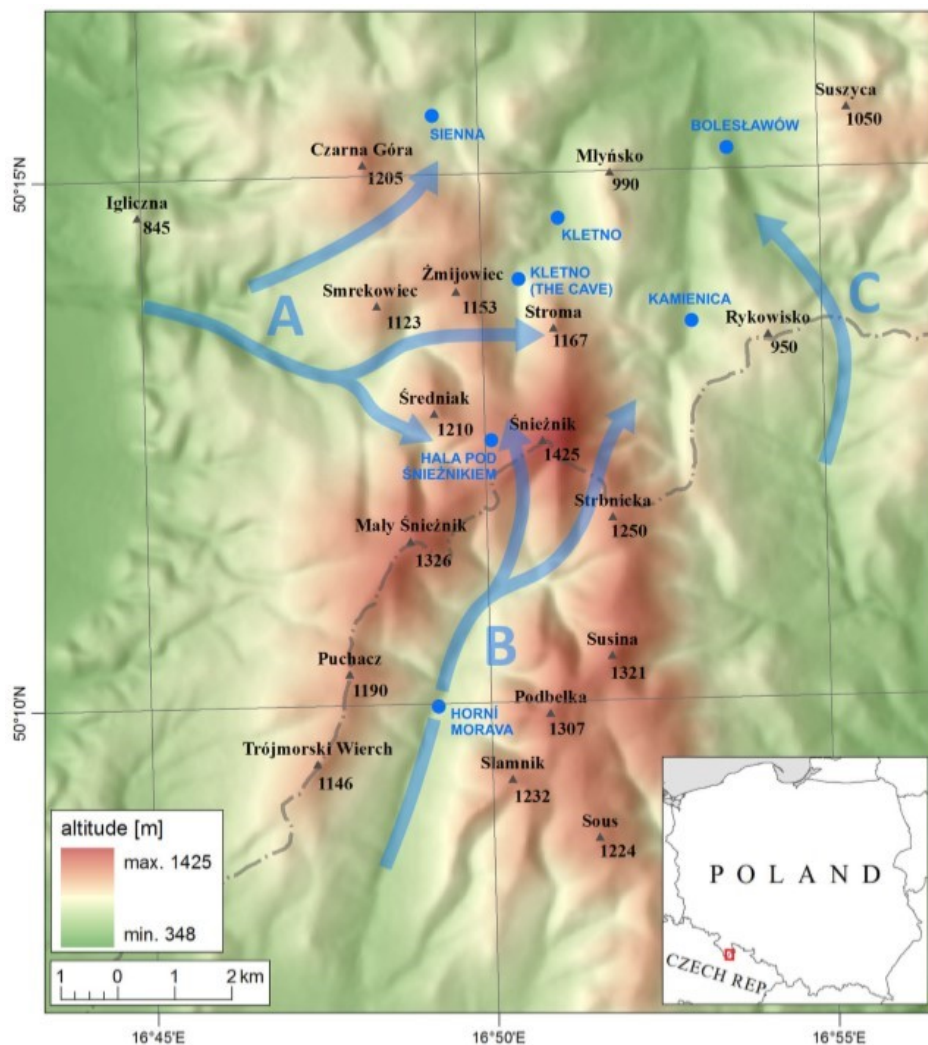 Suszyca
1050
SIENNA
BOLESŁAWÓW
Czarna Góra
1205
Młyńsko
990
50°15'N
Igliczna
845
KLETNO
Żmijowiec
1153
KLETNO
(THE CAVE)
Smrekowiec
1123
A
KAMIENICA
C
Stroma
1167
Rykowisko
950
Średniak
1210
HALA POD
ŚNIEŻNIKIEM
Śnieżnik
1425
Strbnicka
1250
Mały Śnieżnik
1326
B
Susina
1321
Puchacz
1190
50°10'N
HORNÍ
MORAVA
Podbełka
1307
Trójmorski Wierch
1146
Slamnik
1232
Sous
1224
altitude [m]
max. 1425
min. 348
1 0 1 2 km
POLAND
CZECH REP
16°45'E
16°50'E
16°55'E